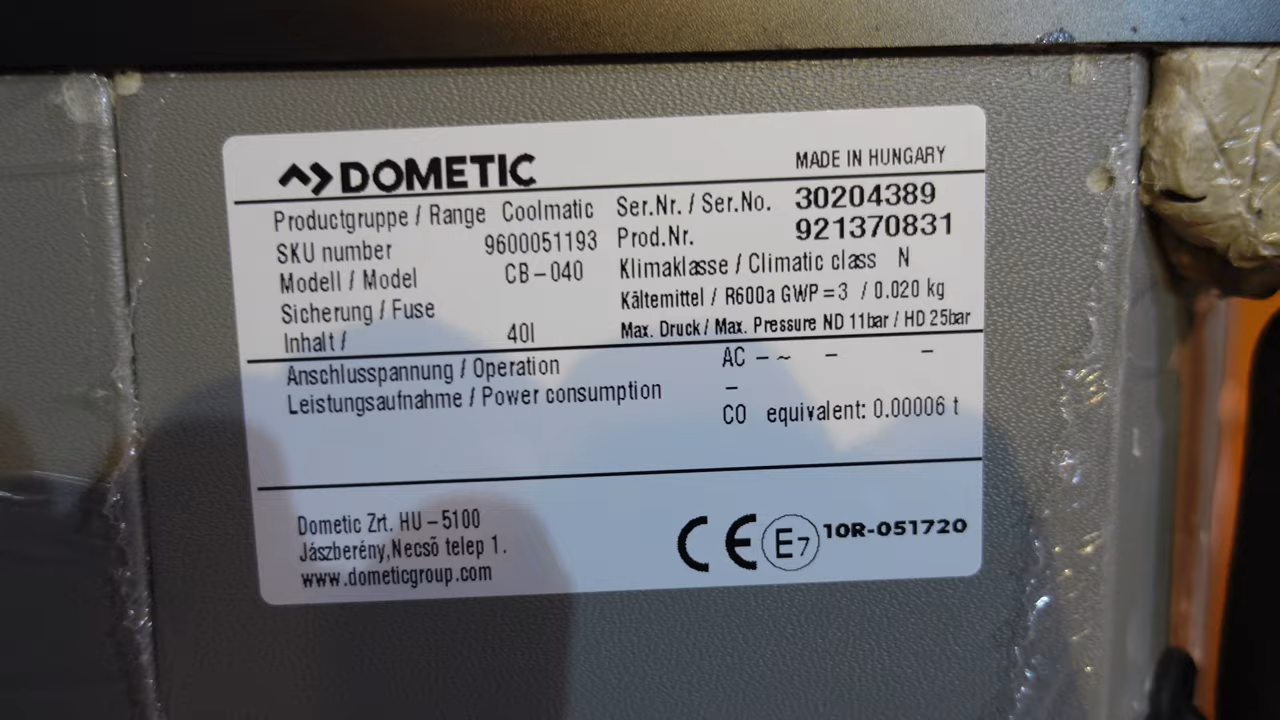 DOMETIC
MADE IN HUNGARY
Productgruppe / Range Coolmatic
SKU number 9600051193
Modell / Model CB-040
Sicherung / Fuse
Inhalt / 40l
Ser.Nr. / Ser.No. 30204389
Prod.Nr. 921370831
Klimaklasse / Climatic class N
Kältemittel / R600a GWP=3 / 0.020 kg
Max. Druck / Max. Pressure ND 11bar / HD 25bar
Anschlusspannung / Operation AC – ~ – –
Leistungsaufnahme / Power consumption –
CO equivalent: 0.00006 t
Dometic Zrt. HU-5100
Jászberény,Necső telep 1.
www.dometicgroup.com
CE E7 10R-051720